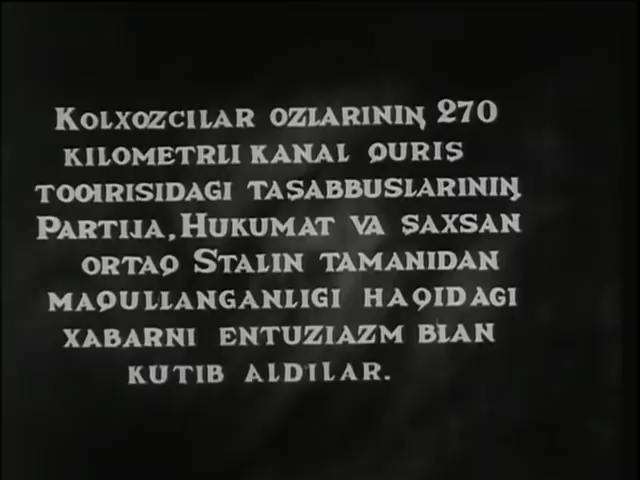 KOLXOZCILAR OZLARINIꞐ 270
KILOMETRLI KANAL QURIŞ
TOƢRISIDAGI TAŞABBUSLARINIꞐ
PARTIJA, HUKUMAT VA ŞAXSAN
ORTAQ STALIN TAMANIDAN
MAQULLANGANLIGI HAQIDAGI
XABARNI ENTUZIAZM BLAN
KUTIB ALDILAR.